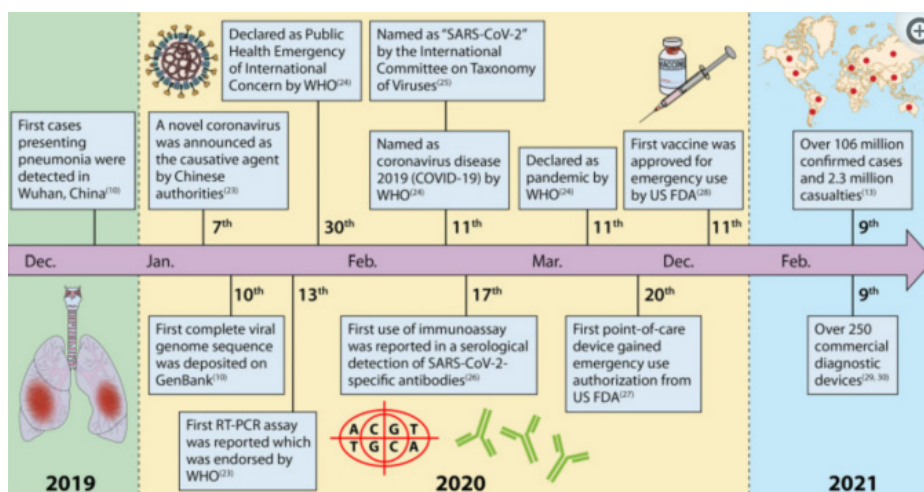 Declared as Public
Health Emergency
of International
Concern by WHO(24)
Named as “SARS-CoV-2”
by the International
Committee on Taxonomy
of Viruses(25)
VACCINE
First cases
presenting
pneumonia were
detected in
Wuhan, China(10)
A novel coronavirus
was announced as
the causative agent
by Chinese
authorities(23)
Named as
coronavirus disease
2019 (COVID-19) by
WHO(24)
Declared as
pandemic by
WHO(24)
First vaccine was
approved for
emergency use
by US FDA(28)
Over 106 million
confirmed cases
and 2.3 million
casualties(13)
7th
30th
11th
11th
11th
9th
Dec.
Jan.
Feb.
Mar.
Dec.
Feb.
10th
13th
17th
20th
9th
First complete viral
genome sequence
was deposited on
GenBank(10)
First use of immunoassay
was reported in a serological
detection of SARS-CoV-2-
specific antibodies(26)
First point-of-care
device gained
emergency use
authorization from
US FDA(27)
Over 250
commercial
diagnostic
devices(29, 30)
First RT-PCR assay
was reported which
was endorsed by
WHO(23)
A C G T
T G C A
2019
2020
2021